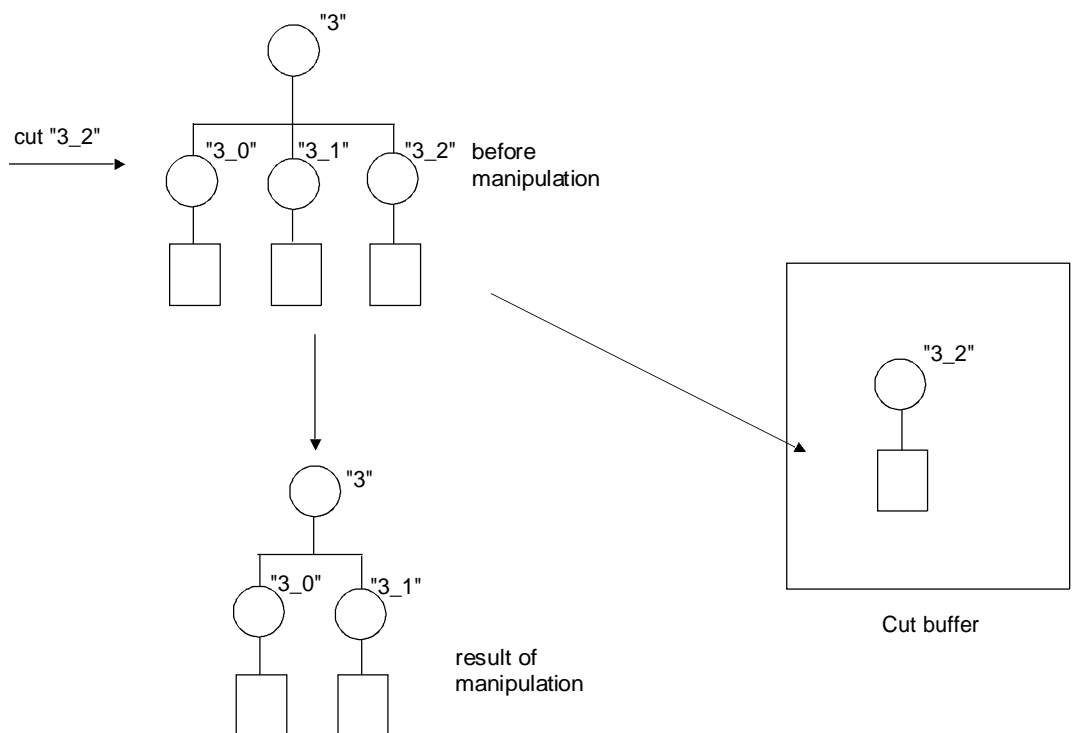 "3"
cut "3_2"
"3_0"
"3_1"
"3_2"
before
manipulation
"3_2"
"3"
"3_0"
"3_1"
Cut buffer
result of
manipulation